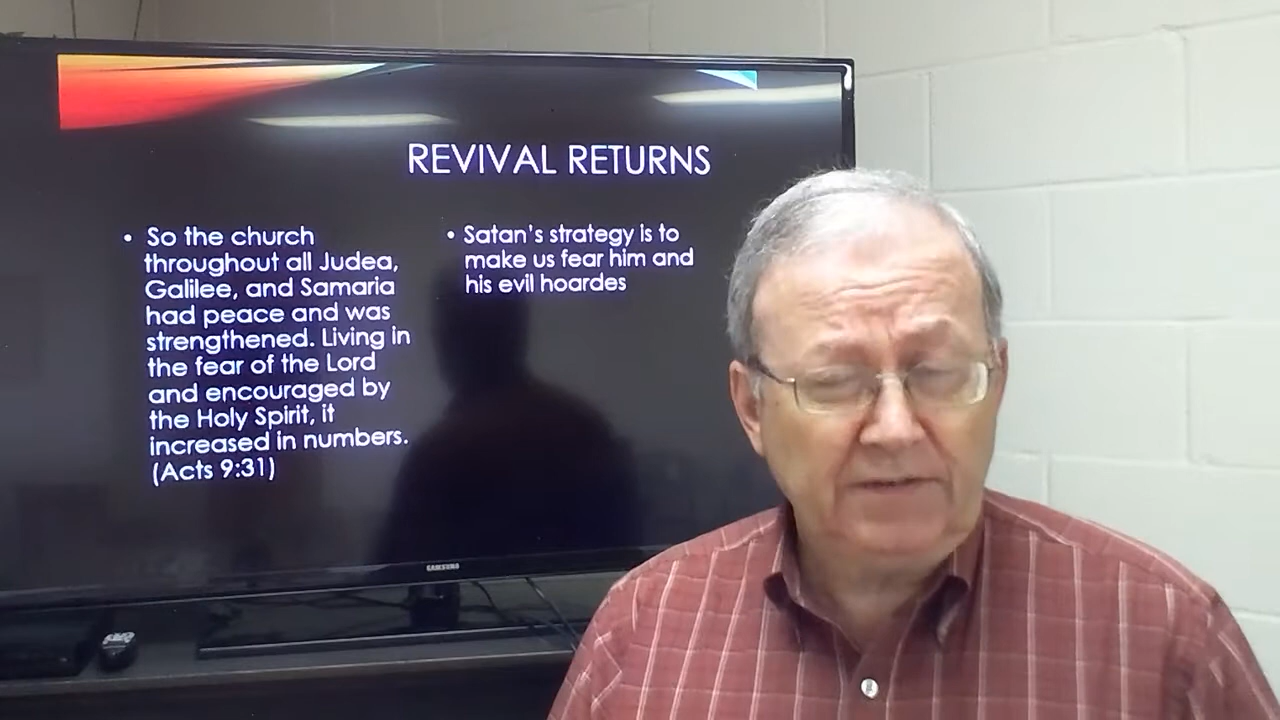 REVIVAL RETURNS
• So the church
throughout all Judea,
Galilee, and Samaria
had peace and was
strengthened. Living in
the fear of the Lord
and encouraged by
the Holy Spirit, it
increased in numbers.
(Acts 9:31)
• Satan's strategy is to
make us fear him and
his evil hoardes
SAMSUNG